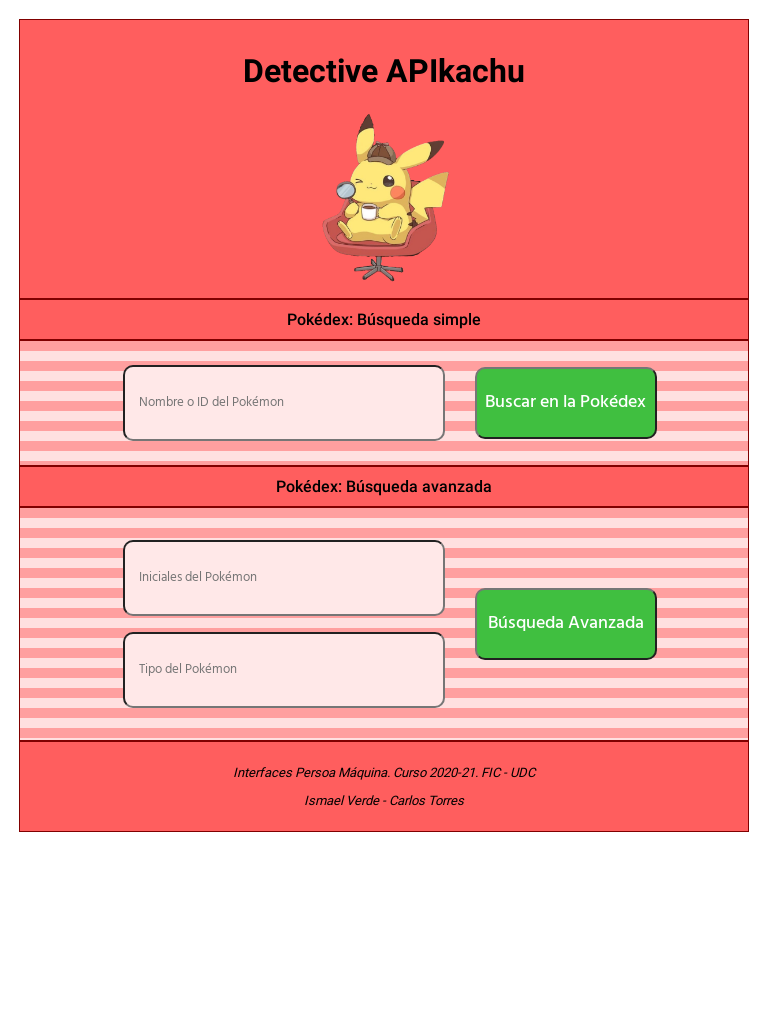 Detective APIkachu
Pokédex: Búsqueda simple
Nombre o ID del Pokémon
Buscar en la Pokédex
Pokédex: Búsqueda avanzada
Iniciales del Pokémon
Búsqueda Avanzada
Tipo del Pokémon
Interfaces Persoa Máquina. Curso 2020-21. FIC - UDC
Ismael Verde - Carlos Torres